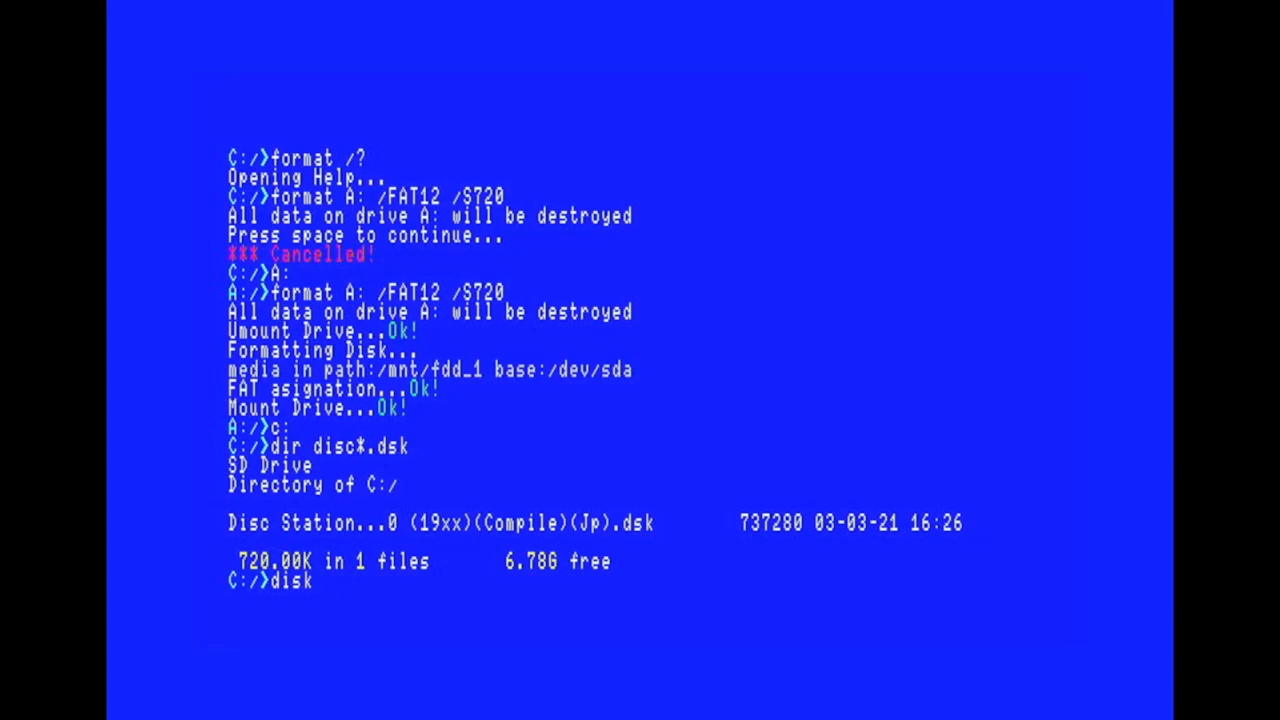 C:/>format /?
Opening Help...
C:/>format A: /FAT12 /S720
All data on drive A: will be destroyed
Press space to continue...
*** Cancelled!
C:/>A:
A:/>format A: /FAT12 /S720
All data on drive A: will be destroyed
Umount Drive...Ok!
Formatting Disk...
media in path:/mnt/fdd_1 base:/dev/sda
FAT asignation...Ok!
Mount Drive...Ok!
A:/>c:
C:/>dir disc*.dsk
SD Drive
Directory of C:/
Disc Station...0 (19xx)(Compile)(Jp).dsk 737280 03-03-21 16:26
720.00K in 1 files 6.78G free
C:/>disk